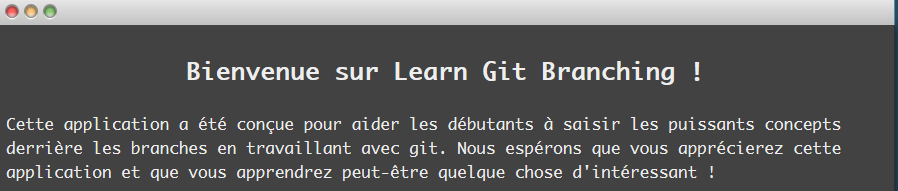 Bienvenue sur Learn Git Branching !
Cette application a été conçue pour aider les débutants à saisir les puissants concepts
derrière les branches en travaillant avec git. Nous espérons que vous apprécierez cette
application et que vous apprendrez peut-être quelque chose d'intéressant !